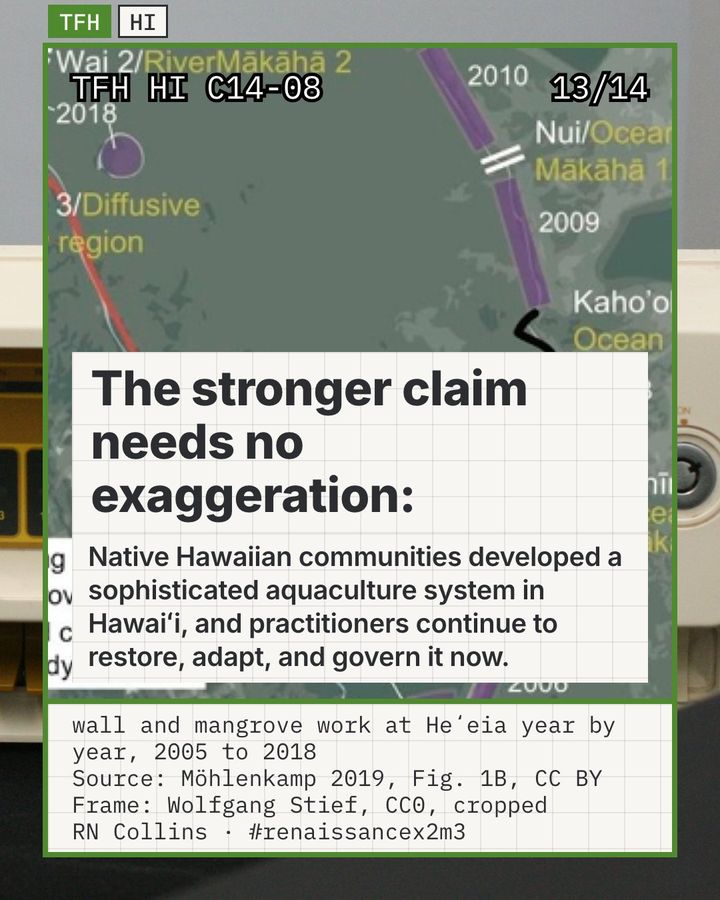 TFH HI
Wai 2/RiverMākāhā 2
TFH HI C14-08
13/14
2018
2010
Nui/Ocean
Mākāhā 1
3/Diffusive
region
2009
Kahoʻo
Ocean
The stronger claim
needs no
exaggeration:
Native Hawaiian communities developed a
sophisticated aquaculture system in
Hawaiʻi, and practitioners continue to
restore, adapt, and govern it now.
2008
wall and mangrove work at Heʻeia year by
year, 2005 to 2018
Source: Möhlenkamp 2019, Fig. 1B, CC BY
Frame: Wolfgang Stief, CC0, cropped
RN Collins · #renaissancex2m3